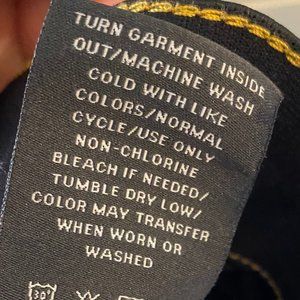 TURN GARMENT INSIDE
OUT/MACHINE WASH
COLD WITH LIKE
COLORS/NORMAL
CYCLE/USE ONLY
NON-CHLORINE
BLEACH IF NEEDED/
TUMBLE DRY LOW/
COLOR MAY TRANSFER
WHEN WORN OR
WASHED
30°